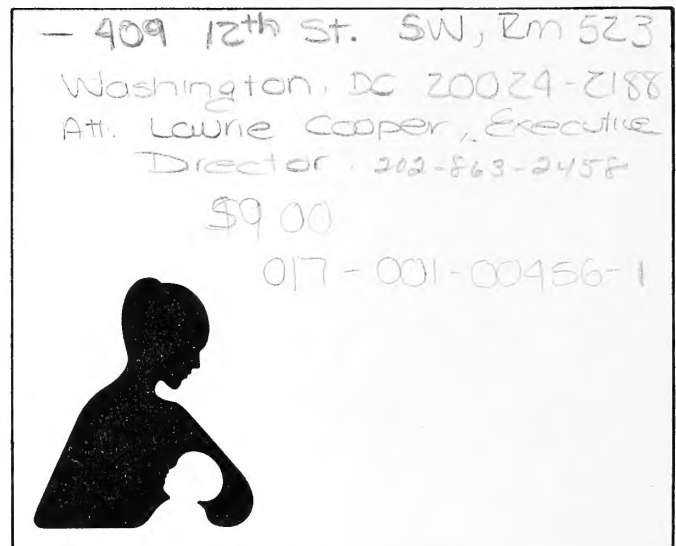 - 409 12th St. SW, Rm 523
Washington, DC 20024-2188
Att. Laurie Cooper, Executive
Director 202-863-2458
$9 00
017-001-00456-1